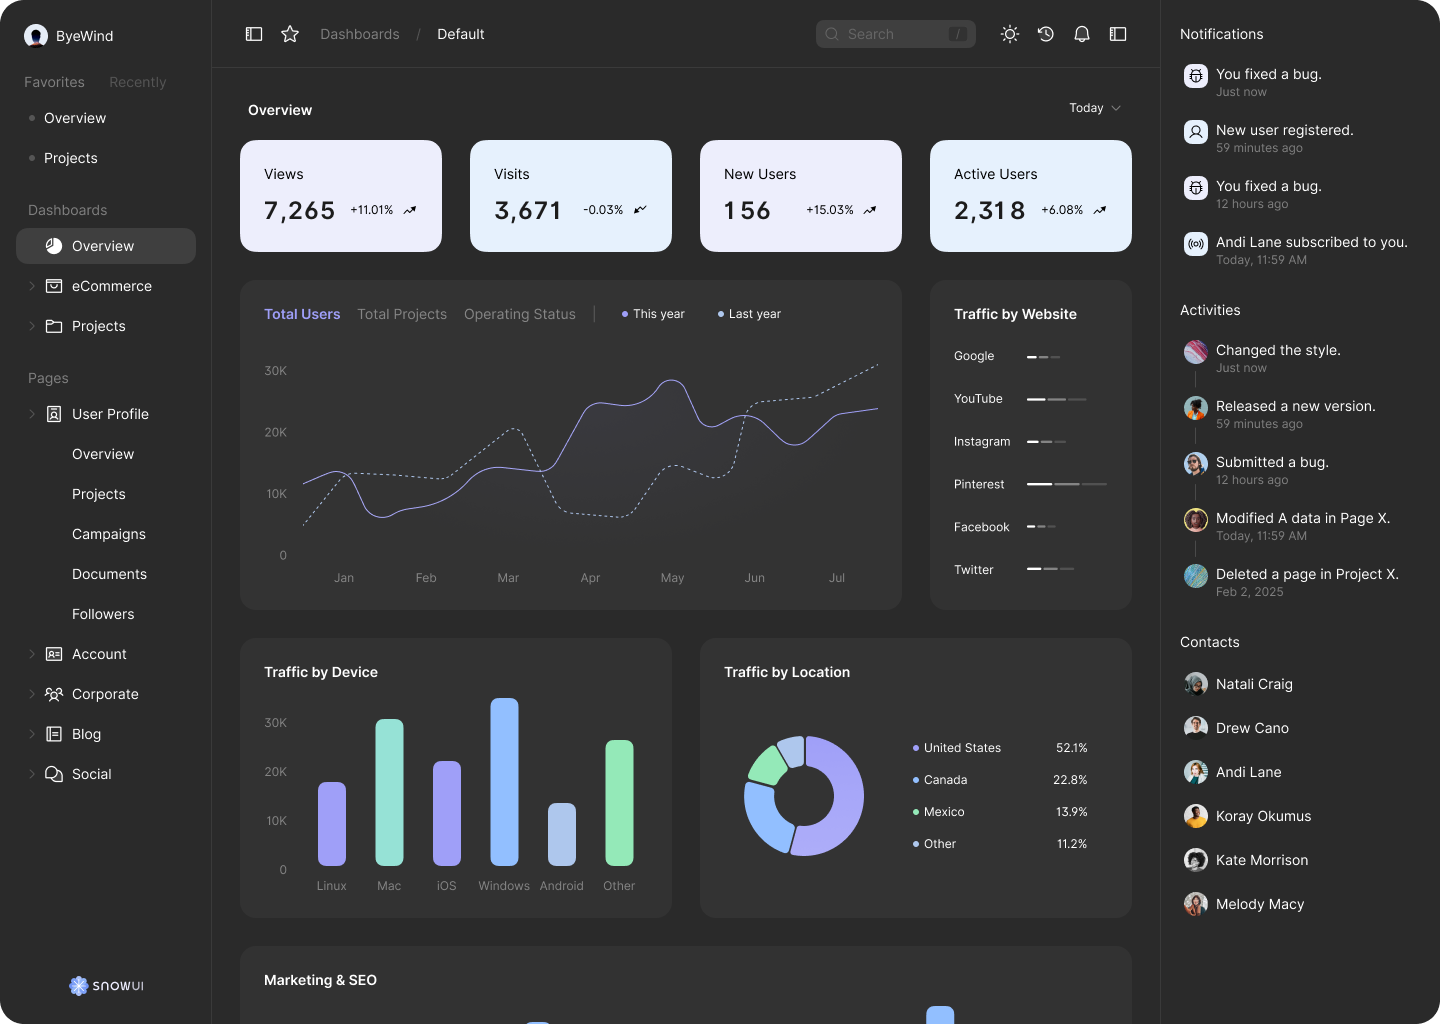 ByeWind
Favorites Recently
Overview
Projects
Dashboards
Overview
eCommerce
Projects
Pages
User Profile
Overview
Projects
Campaigns
Documents
Followers
Account
Corporate
Blog
Social
SNOWUI
Dashboards / Default
Search /
Overview
Today
Views
7,265 +11.01%
Visits
3,671 -0.03%
New Users
156 +15.03%
Active Users
2,318 +6.08%
Total Users Total Projects Operating Status This year Last year
30K
20K
10K
0
Jan Feb Mar Apr May Jun Jul
Traffic by Website
Google
YouTube
Instagram
Pinterest
Facebook
Twitter
Traffic by Device
30K
20K
10K
0
Linux Mac iOS Windows Android Other
Traffic by Location
United States 52.1%
Canada 22.8%
Mexico 13.9%
Other 11.2%
Marketing & SEO
Notifications
You fixed a bug.
Just now
New user registered.
59 minutes ago
You fixed a bug.
12 hours ago
Andi Lane subscribed to you.
Today, 11:59 AM
Activities
Changed the style.
Just now
Released a new version.
59 minutes ago
Submitted a bug.
12 hours ago
Modified A data in Page X.
Today, 11:59 AM
Deleted a page in Project X.
Feb 2, 2025
Contacts
Natali Craig
Drew Cano
Andi Lane
Koray Okumus
Kate Morrison
Melody Macy